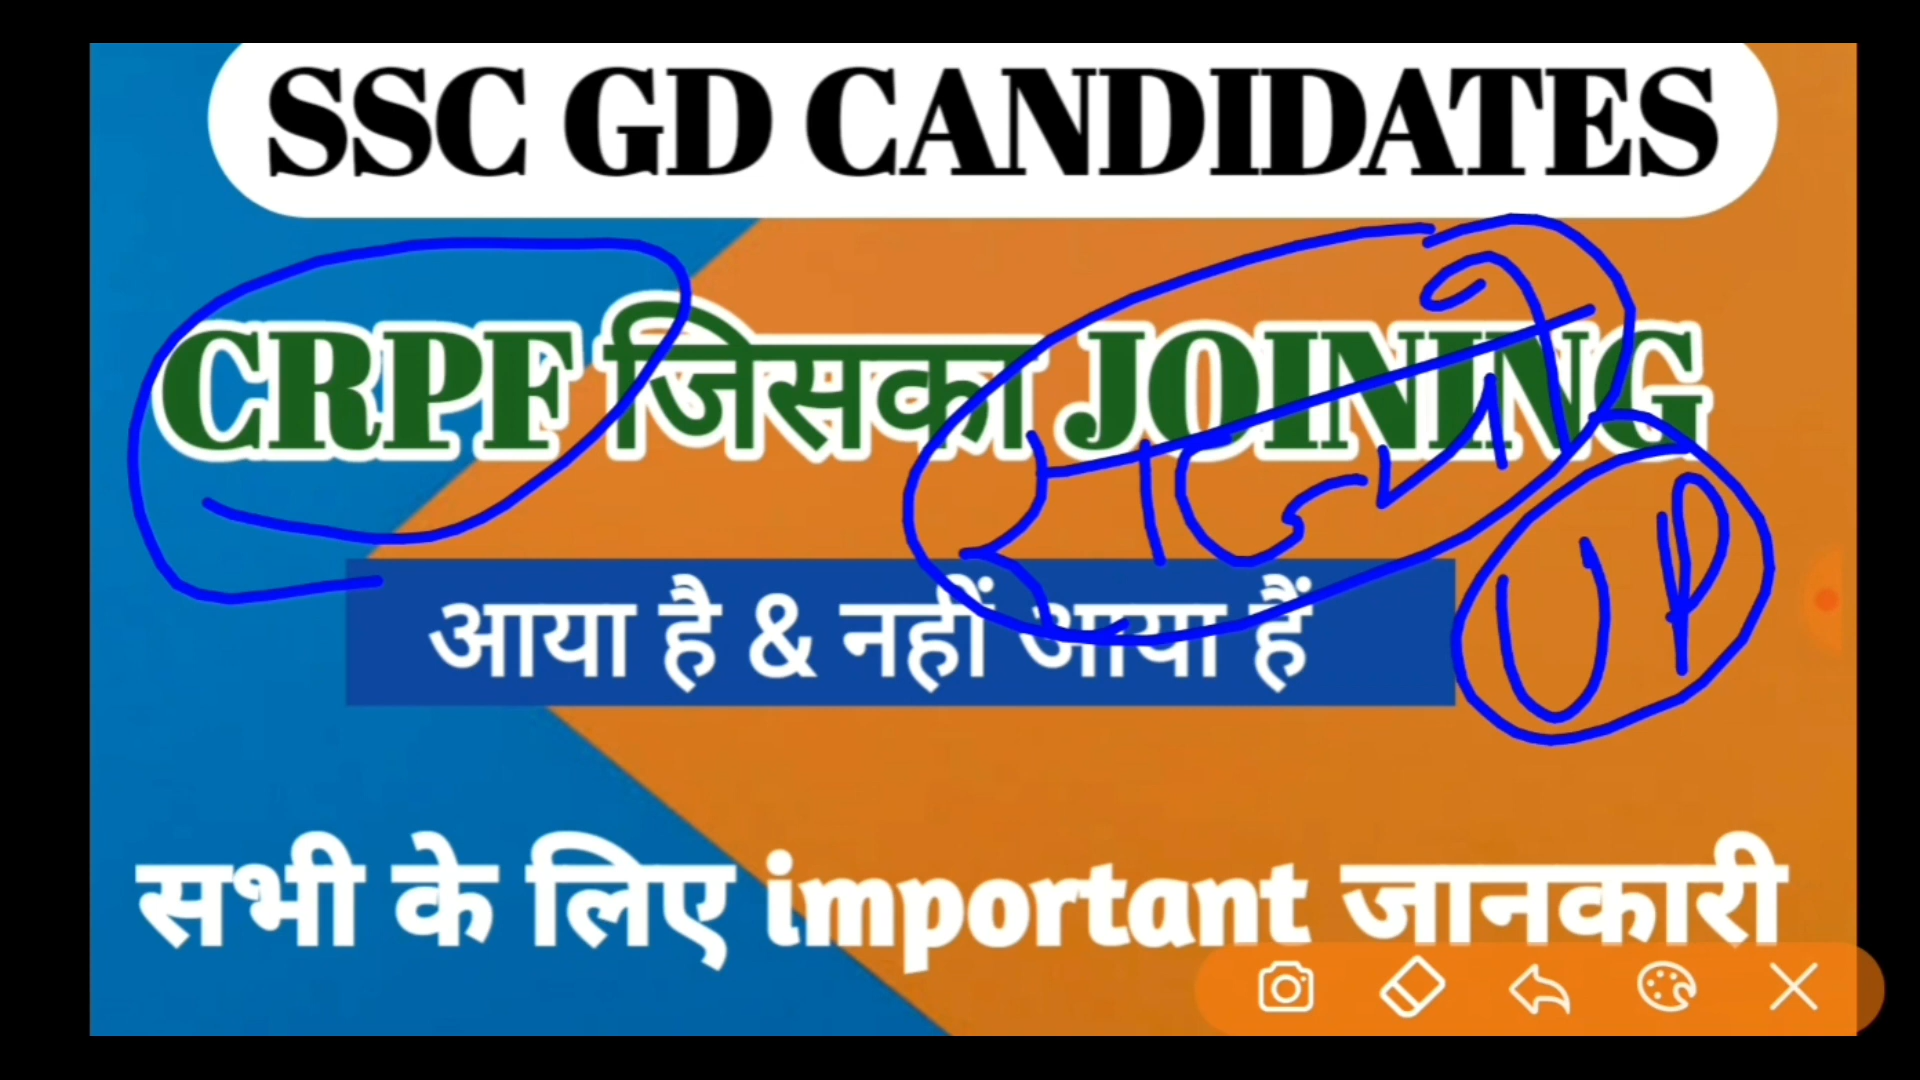 SSC GD CANDIDATES
CRPF जिसका JOINING
आया है & नहीं आया हैं
UP
सभी के लिए important जानकारी